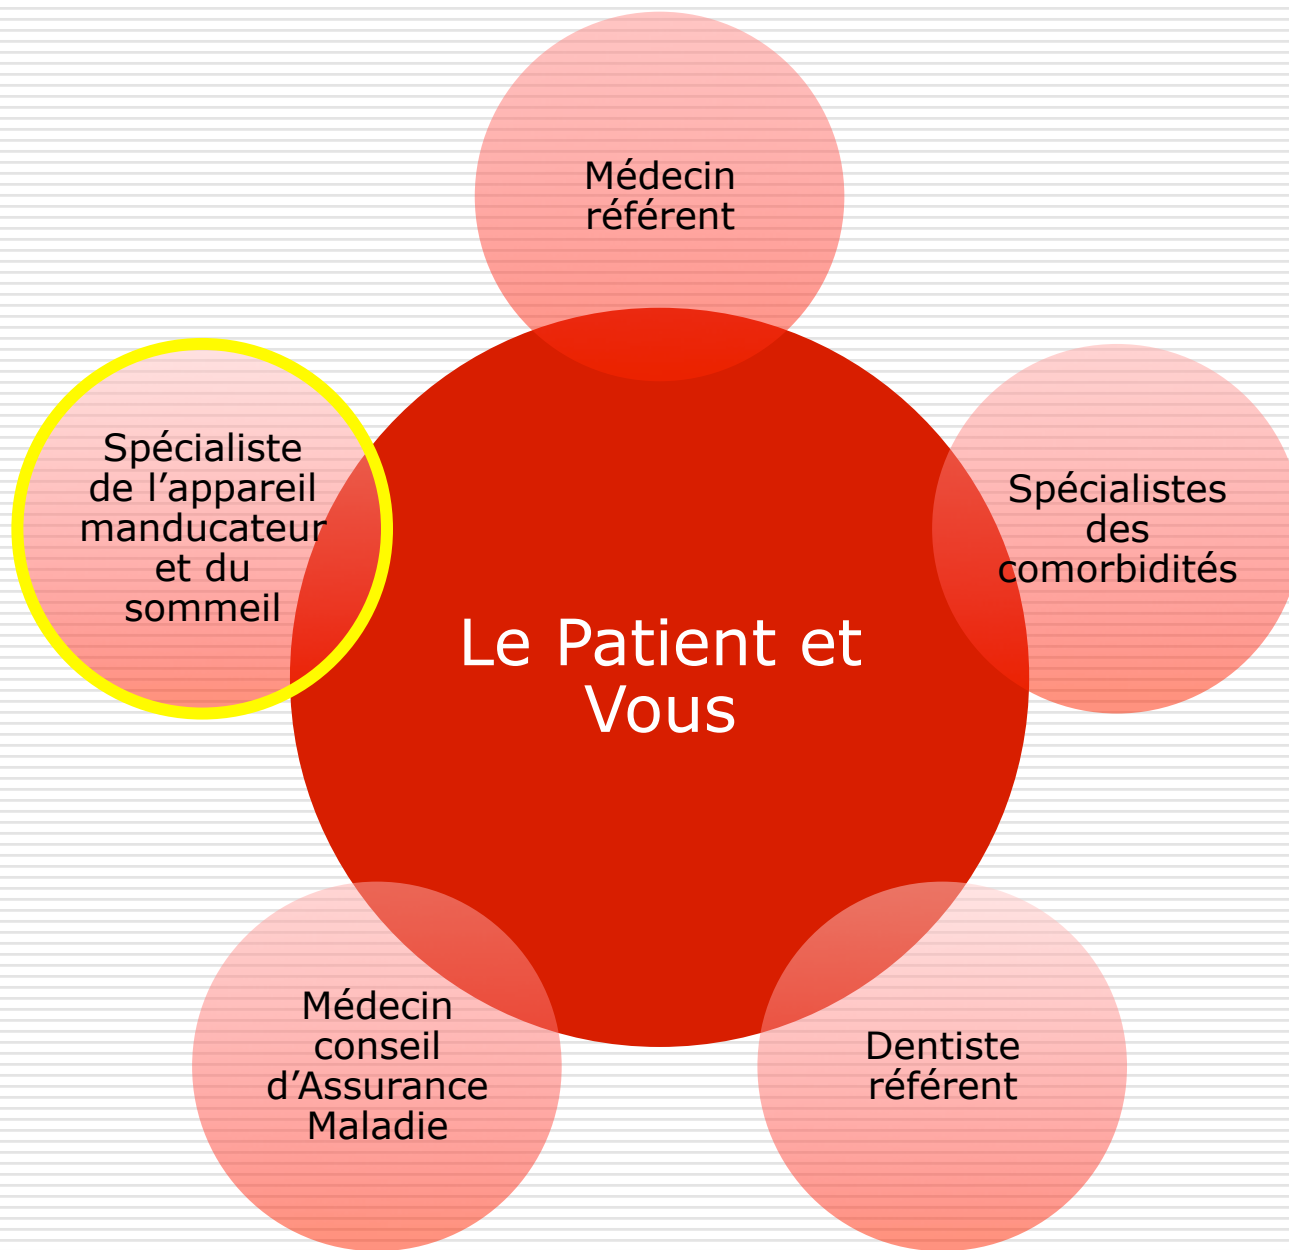 Médecin
référent
Spécialiste
de l’appareil
manducateur
et du
sommeil
Spécialistes
des
comorbidités
Le Patient et
Vous
Médecin
conseil
d’Assurance
Maladie
Dentiste
référent